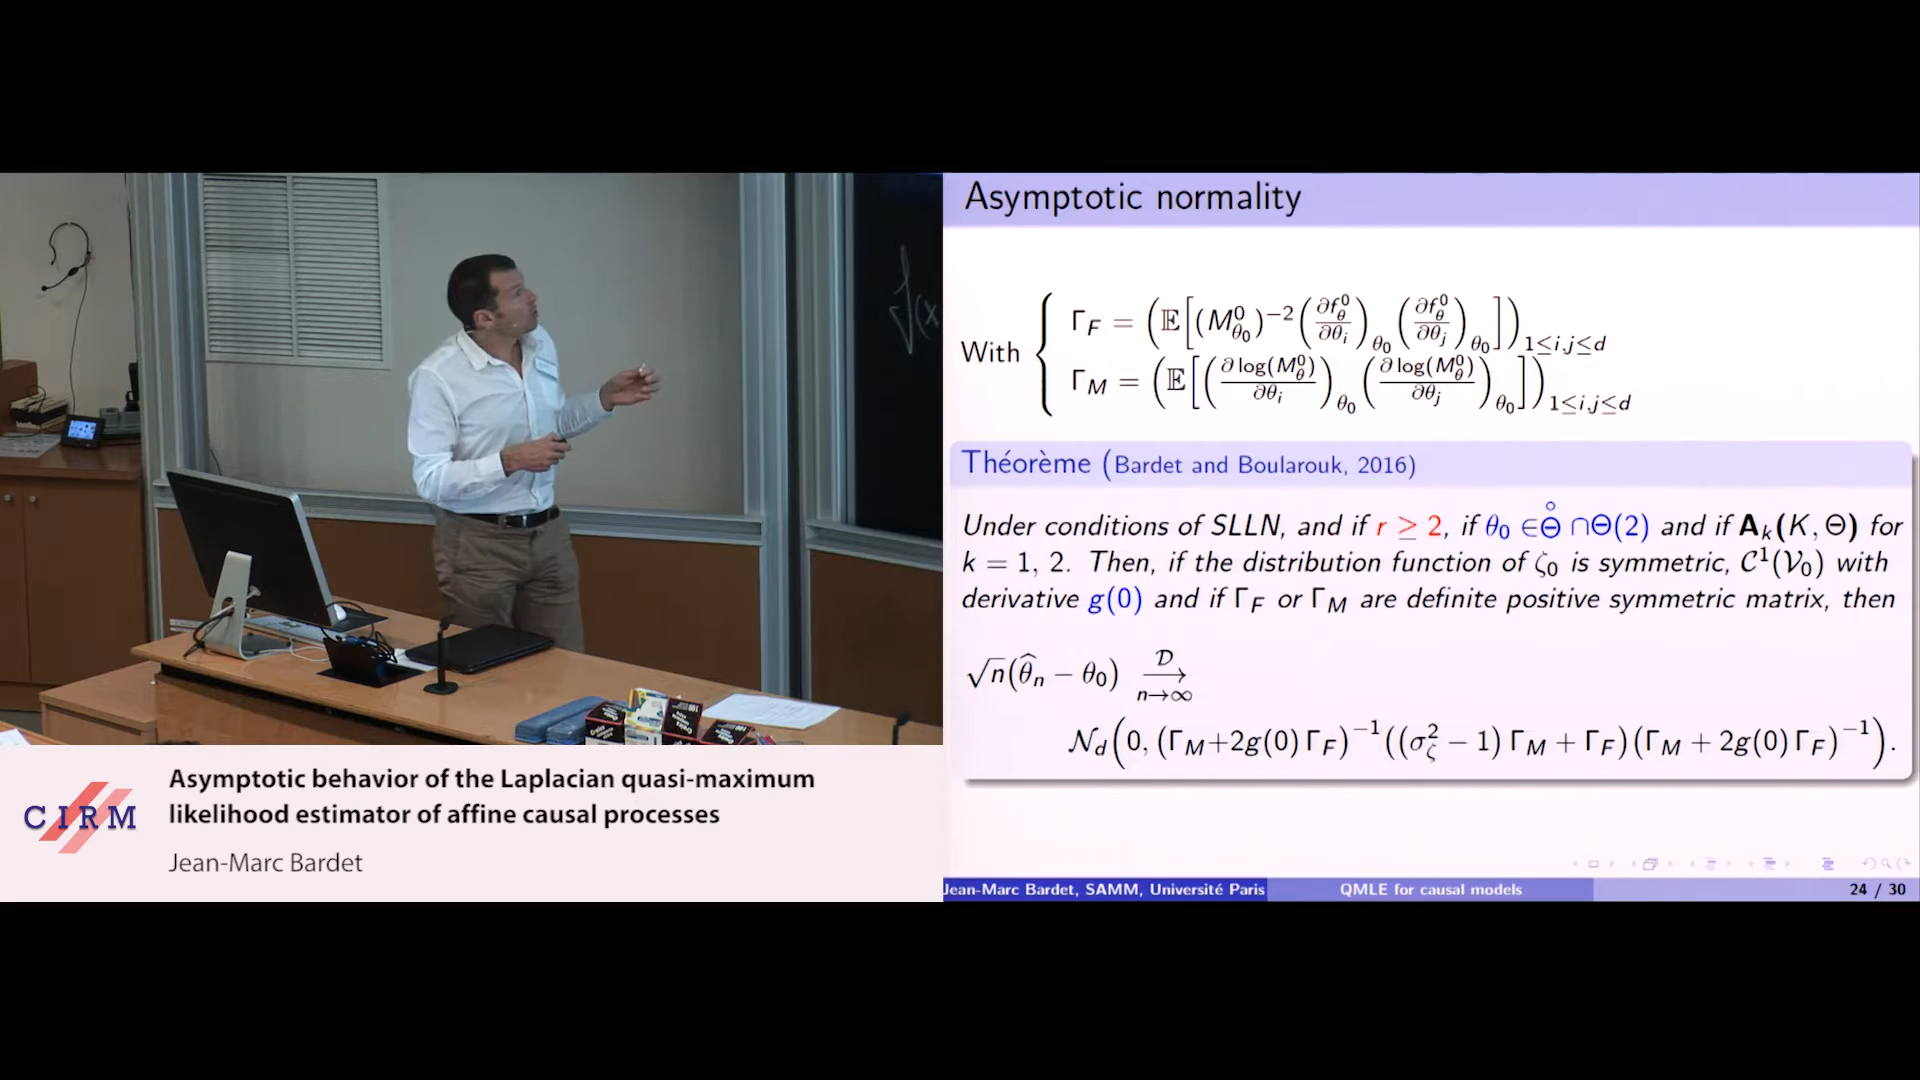 Asymptotic normality
With { Γ_F = ( 𝔼[ (M^0_{θ_0})^{-2} (∂f^0_θ/∂θ_i)_{θ_0} (∂f^0_θ/∂θ_j)_{θ_0} ] )_{1≤i,j≤d}
Γ_M = ( 𝔼[ (∂ log(M^0_θ)/∂θ_i)_{θ_0} (∂ log(M^0_θ)/∂θ_j)_{θ_0} ] )_{1≤i,j≤d}
Théorème (Bardet and Boularouk, 2016)
Under conditions of SLLN, and if r ≥ 2, if θ_0 ∈ Θ̊ ∩ Θ(2) and if A_k(K, Θ) for
k = 1, 2. Then, if the distribution function of ζ_0 is symmetric, C^1(V_0) with
derivative g(0) and if Γ_F or Γ_M are definite positive symmetric matrix, then
√n(θ̂_n − θ_0) →^D_{n→∞}
N_d(0, (Γ_M + 2g(0) Γ_F)^{-1} ((σ^2_ζ − 1) Γ_M + Γ_F) (Γ_M + 2g(0) Γ_F)^{-1}).
Jean-Marc Bardet, SAMM, Université Paris
QMLE for causal models
24 / 30
CIRM
Asymptotic behavior of the Laplacian quasi-maximum
likelihood estimator of affine causal processes
Jean-Marc Bardet